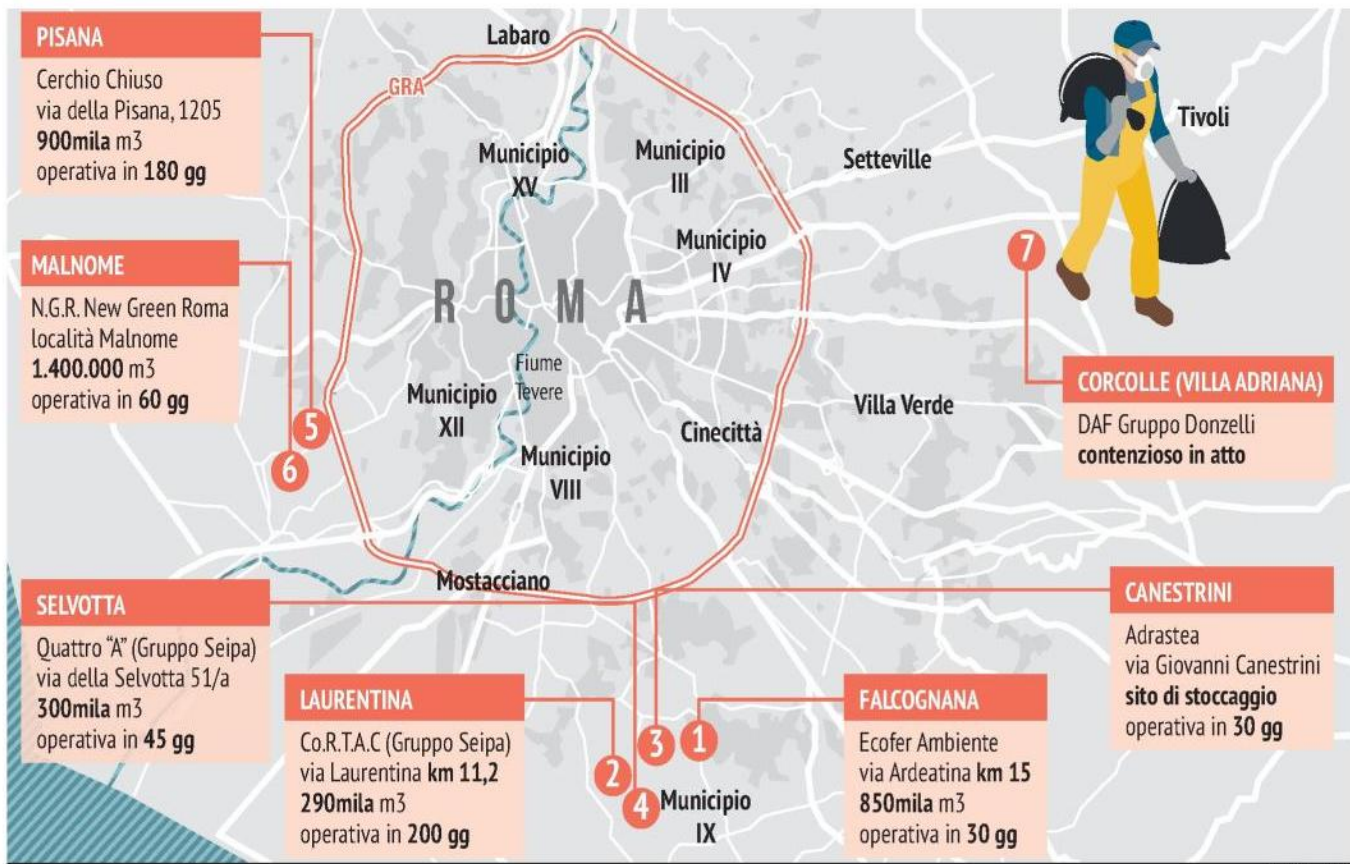 PISANA
Cerchio Chiuso
via della Pisana, 1205
900mila m3
operativa in 180 gg
MALNOME
N.G.R. New Green Roma
località Malnome
1.400.000 m3
operativa in 60 gg
Labaro
GRA
Municipio
XV
Municipio
III
Setteville
Tivoli
Municipio
IV
ROMA
Fiume
Tevere
Municipio
XII
Municipio
VIII
Cinecittà
Villa Verde
Mostacciano
5
6
7
CORCOLLE (VILLA ADRIANA)
DAF Gruppo Donzelli
contenzioso in atto
SELVOTTA
Quattro “A” (Gruppo Seipa)
via della Selvotta 51/a
300mila m3
operativa in 45 gg
LAURENTINA
Co.R.T.A.C (Gruppo Seipa)
via Laurentina km 11,2
290mila m3
operativa in 200 gg
2
3
1
4
Municipio
IX
FALCOGNANA
Ecofer Ambiente
via Ardeatina km 15
850mila m3
operativa in 30 gg
CANESTRINI
Adrastea
via Giovanni Canestrini
sito di stoccaggio
operativa in 30 gg